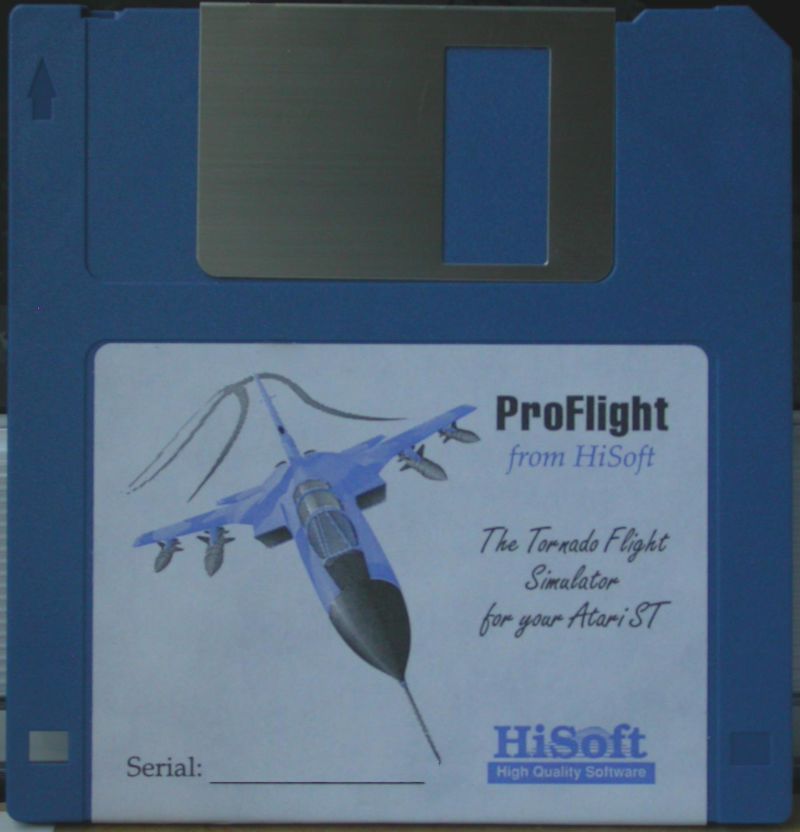 ProFlight
from HiSoft
The Tornado Flight
Simulator
for your Atari ST
HiSoft
High Quality Software
Serial: